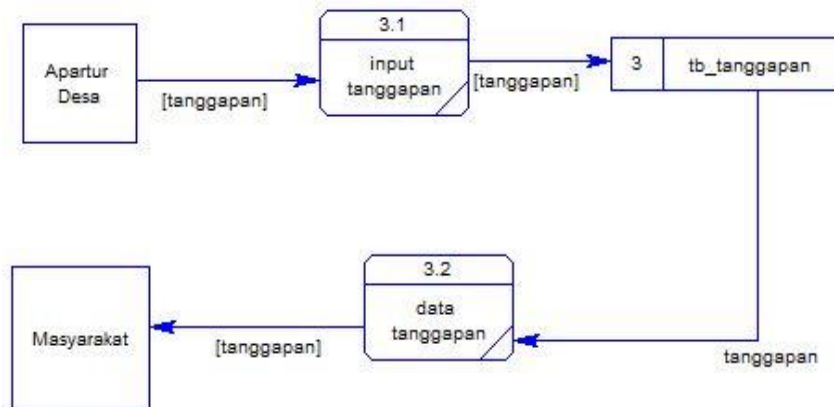 Apartur
Desa
[tanggapan]
3.1
input
tanggapan
[tanggapan]
3
tb_tanggapan
Masyarakat
[tanggapan]
3.2
data
tanggapan
tanggapan